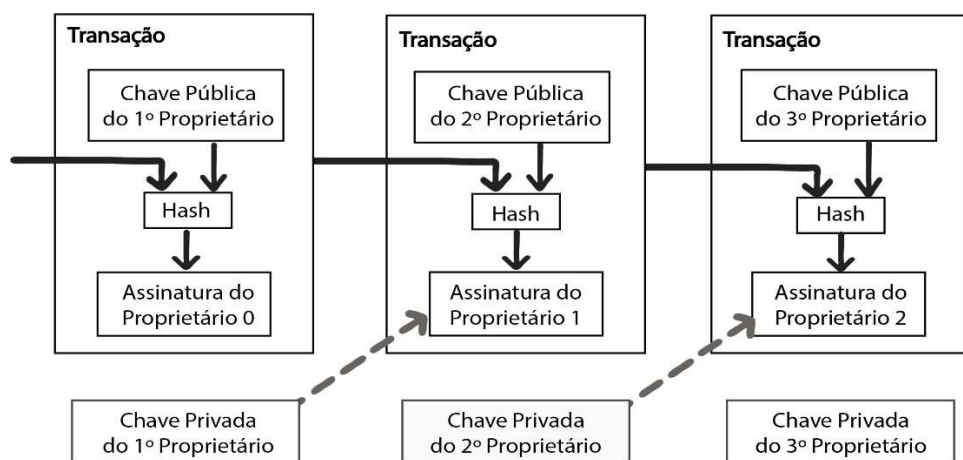 Transação
Chave Pública
do 1º Proprietário
Hash
Assinatura do
Proprietário 0
Transação
Chave Pública
do 2º Proprietário
Hash
Assinatura do
Proprietário 1
Transação
Chave Pública
do 3º Proprietário
Hash
Assinatura do
Proprietário 2
Chave Privada
do 1º Proprietário
Chave Privada
do 2º Proprietário
Chave Privada
do 3º Proprietário